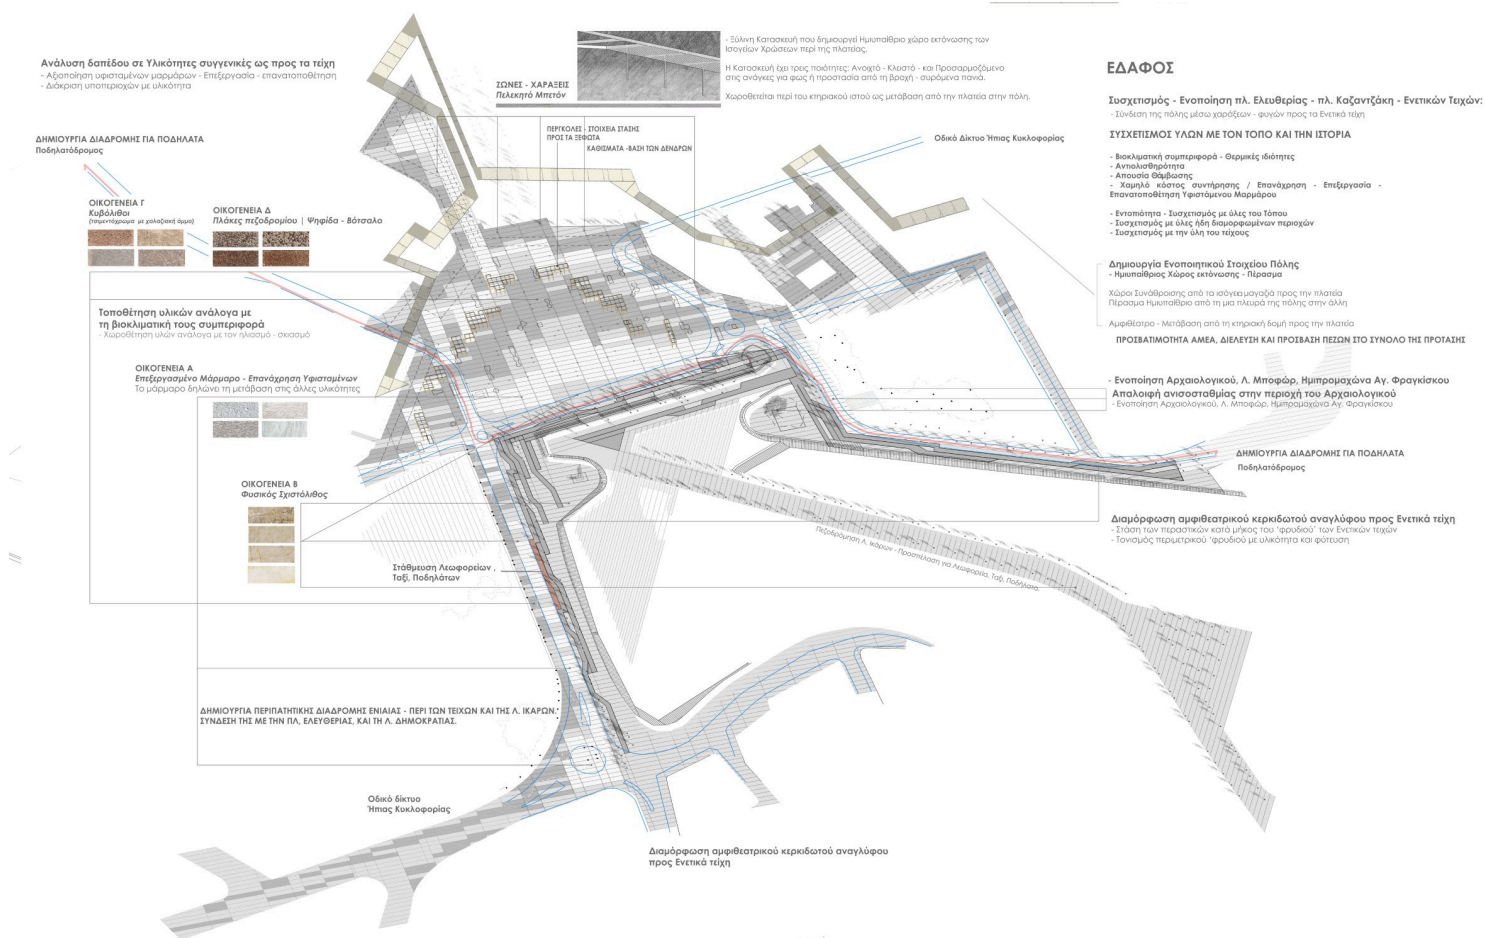 Ανάλυση δαπέδου σε Υλικότητες συγγενικές ως προς τα τείχη
- Αξιοποίηση υφισταμένων μαρμάρων - Επεξεργασία - επανατοποθέτηση
- Διάκριση υποπεριοχών με υλικότητα
ΔΗΜΙΟΥΡΓΙΑ ΔΙΑΔΡΟΜΗΣ ΓΙΑ ΠΟΔΗΛΑΤΑ
Ποδηλατόδρομος
ΟΙΚΟΓΕΝΕΙΑ Γ
Κυβόλιθοι
(τσιμεντόχρωμα με χαλαζιακή άμμο)
ΟΙΚΟΓΕΝΕΙΑ Δ
Πλάκες πεζοδρομίου | Ψηφίδα - Βότσαλο
Τοποθέτηση υλικών ανάλογα με
τη βιοκλιματική τους συμπεριφορά
- Χωροθέτηση υλών ανάλογα με τον ηλιασμό - σκιασμό
ΟΙΚΟΓΕΝΕΙΑ Α
Επεξεργασμένο Μάρμαρο - Επανάχρηση Υφισταμένων
Το μάρμαρο δηλώνει τη μετάβαση στις άλλες υλικότητες
ΟΙΚΟΓΕΝΕΙΑ Β
Φυσικός Σχιστόλιθος
Στάθμευση Λεωφορείων ,
Ταξί, Ποδηλάτων
ΔΗΜΙΟΥΡΓΙΑ ΠΕΡΙΠΑΤΗΤΙΚΗΣ ΔΙΑΔΡΟΜΗΣ ΕΝΙΑΙΑΣ - ΠΕΡΙ ΤΩΝ ΤΕΙΧΩΝ ΚΑΙ ΤΗΣ Λ. ΙΚΑΡΩΝ.
ΣΥΝΔΕΣΗ ΤΗΣ ΜΕ ΤΗΝ ΠΛ. ΕΛΕΥΘΕΡΙΑΣ, ΚΑΙ ΤΗ Λ. ΔΗΜΟΚΡΑΤΙΑΣ.
Οδικό δίκτυο
Ήπιας Κυκλοφορίας
ΖΩΝΕΣ - ΧΑΡΑΞΕΙΣ
Πελεκητό Μπετόν
- Ξύλινη Κατασκευή που δημιουργεί Ημιυπαίθριο χώρο εκτόνωσης των
Ισογείων Χρώσεων περί της πλατείας.
Η Κατασκευή έχει τρεις ποιότητες: Ανοιχτό - Κλειστό - και Προσαρμοζόμενο
στις ανάγκες για φως ή προστασία από τη βροχή - συρόμενα πανιά.
Χωροθετείται περί του κτηριακού ιστού ως μετάβαση από την πλατεία στην πόλη.
ΠΕΡΓΚΟΛΕΣ - ΣΤΟΙΧΕΙΑ ΣΤΑΣΗΣ
ΠΡΟΣ ΤΑ ΞΕΦΩΤΑ
ΚΑΘΙΣΜΑΤΑ -ΒΑΣΗ ΤΩΝ ΔΕΝΔΡΩΝ
Οδικό Δίκτυο Ήπιας Κυκλοφορίας
Πεζοδρόμηση Λ. Ικάρων - Προσπέλαση για Λεωφορεία, Ταξί, Ποδήλατα.
Διαμόρφωση αμφιθεατρικού κερκιδωτού αναγλύφου
προς Ενετικά τείχη
ΕΔΑΦΟΣ
Συσχετισμός - Ενοποίηση πλ. Ελευθερίας - πλ. Καζαντζάκη - Ενετικών Τειχών:
- Σύνδεση της πόλης μέσω χαράξεων - φυγών προς τα Ενετικά τείχη
ΣΥΣΧΕΤΙΣΜΟΣ ΥΛΩΝ ΜΕ ΤΟΝ ΤΟΠΟ ΚΑΙ ΤΗΝ ΙΣΤΟΡΙΑ
- Βιοκλιματική συμπεριφορά - Θερμικές ιδιότητες
- Αντιολισθηρότητα
- Απουσία Θάμβωσης
- Χαμηλό κόστος συντήρησης / Επανάχρηση - Επεξεργασία -
Επανατοποθέτηση Υφιστάμενου Μαρμάρου
- Εντοπιότητα - Συσχετισμός με ύλες του Τόπου
- Συσχετισμός με ύλες ήδη διαμορφωμένων περιοχών
- Συσχετισμός με την ύλη του τείχους
Δημιουργία Ενοποιητικού Στοιχείου Πόλης
- Ημιυπαίθριος Χώρος εκτόνωσης - Πέρασμα
Χώροι Συνάθροισης από τα ισόγεια μαγαζιά προς την πλατεία
Πέρασμα Ημιυπαίθριο από τη μια πλευρά της πόλης στην άλλη
Αμφιθέατρο - Μετάβαση από τη κτηριακή δομή προς την πλατεία
ΠΡΟΣΒΑΤΙΜΟΤΗΤΑ ΑΜΕΑ, ΔΙΕΛΕΥΣΗ ΚΑΙ ΠΡΟΣΒΑΣΗ ΠΕΖΩΝ ΣΤΟ ΣΥΝΟΛΟ ΤΗΣ ΠΡΟΤΑΣΗΣ
- Ενοποίηση Αρχαιολογικού, Λ. Μποφώρ, Ημιπρομαχώνα Αγ. Φραγκίσκου
Απαλοιφή ανισοσταθμίας στην περιοχή του Αρχαιολογικού
- Ενοποίηση Αρχαιολογικού, Λ. Μποφώρ, Ημιπρομαχώνα Αγ. Φραγκίσκου
ΔΗΜΙΟΥΡΓΙΑ ΔΙΑΔΡΟΜΗΣ ΓΙΑ ΠΟΔΗΛΑΤΑ
Ποδηλατόδρομος
Διαμόρφωση αμφιθεατρικού κερκιδωτού αναγλύφου προς Ενετικά τείχη
- Στάση των περαστικών κατά μήκος του 'φρυδιού' των Ενετικών τειχών
- Τονισμός περιμετρικού 'φρυδιού με υλικότητα και φύτευση